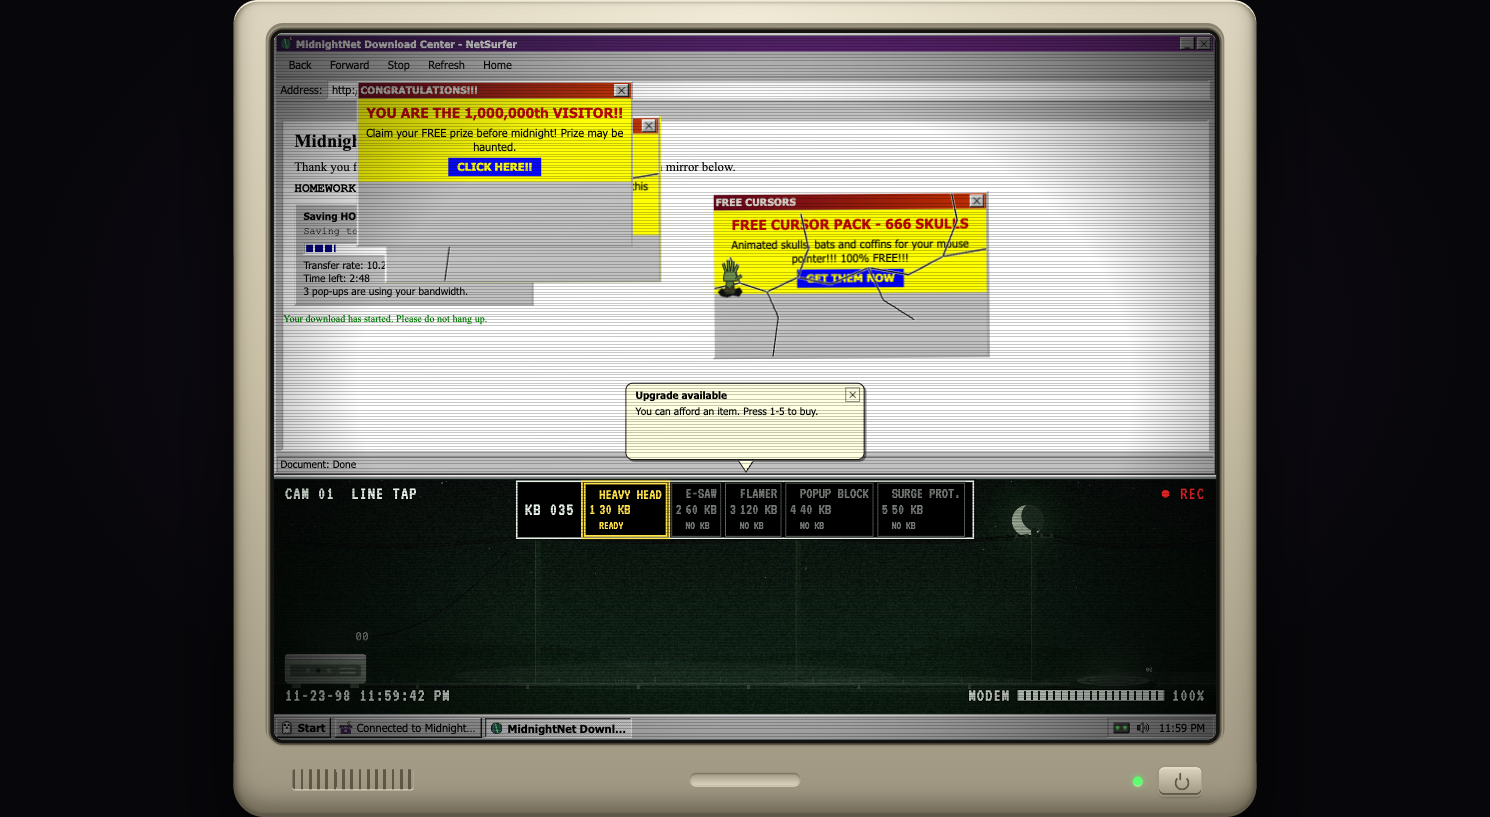 MidnightNet Download Center - NetSurfer
Back Forward Stop Refresh Home
Address: http:
CONGRATULATIONS!!!
YOU ARE THE 1,000,000th VISITOR!!
Claim your FREE prize before midnight! Prize may be
haunted.
CLICK HERE!!
Thank you
mirror below.
HOMEWORK
Saving
Transfer rate:
Time left: 2:48
3 pop-ups are using your bandwidth.
Your download has started. Please do not hang up.
FREE CURSORS
FREE CURSOR PACK - 666 SKULLS
Animated skulls, bats and coffins for your mouse
pointer!!! 100% FREE!!!
GET THEM NOW
Upgrade available
You can afford an item. Press 1-5 to buy.
Document: Done
CAM 01 LINE TAP
KB 035
HEAVY HEAD
1 30 KB
READY
E-SAW
2 60 KB
NO KB
FLAMER
3 120 KB
NO KB
POPUP BLOCK
4 40 KB
NO KB
SURGE PROT.
5 50 KB
NO KB
REC
00
11-23-98 11:59:42 PM
MODEM 100%
Start
Connected to Midnight...
MidnightNet Downl...
11:59 PM